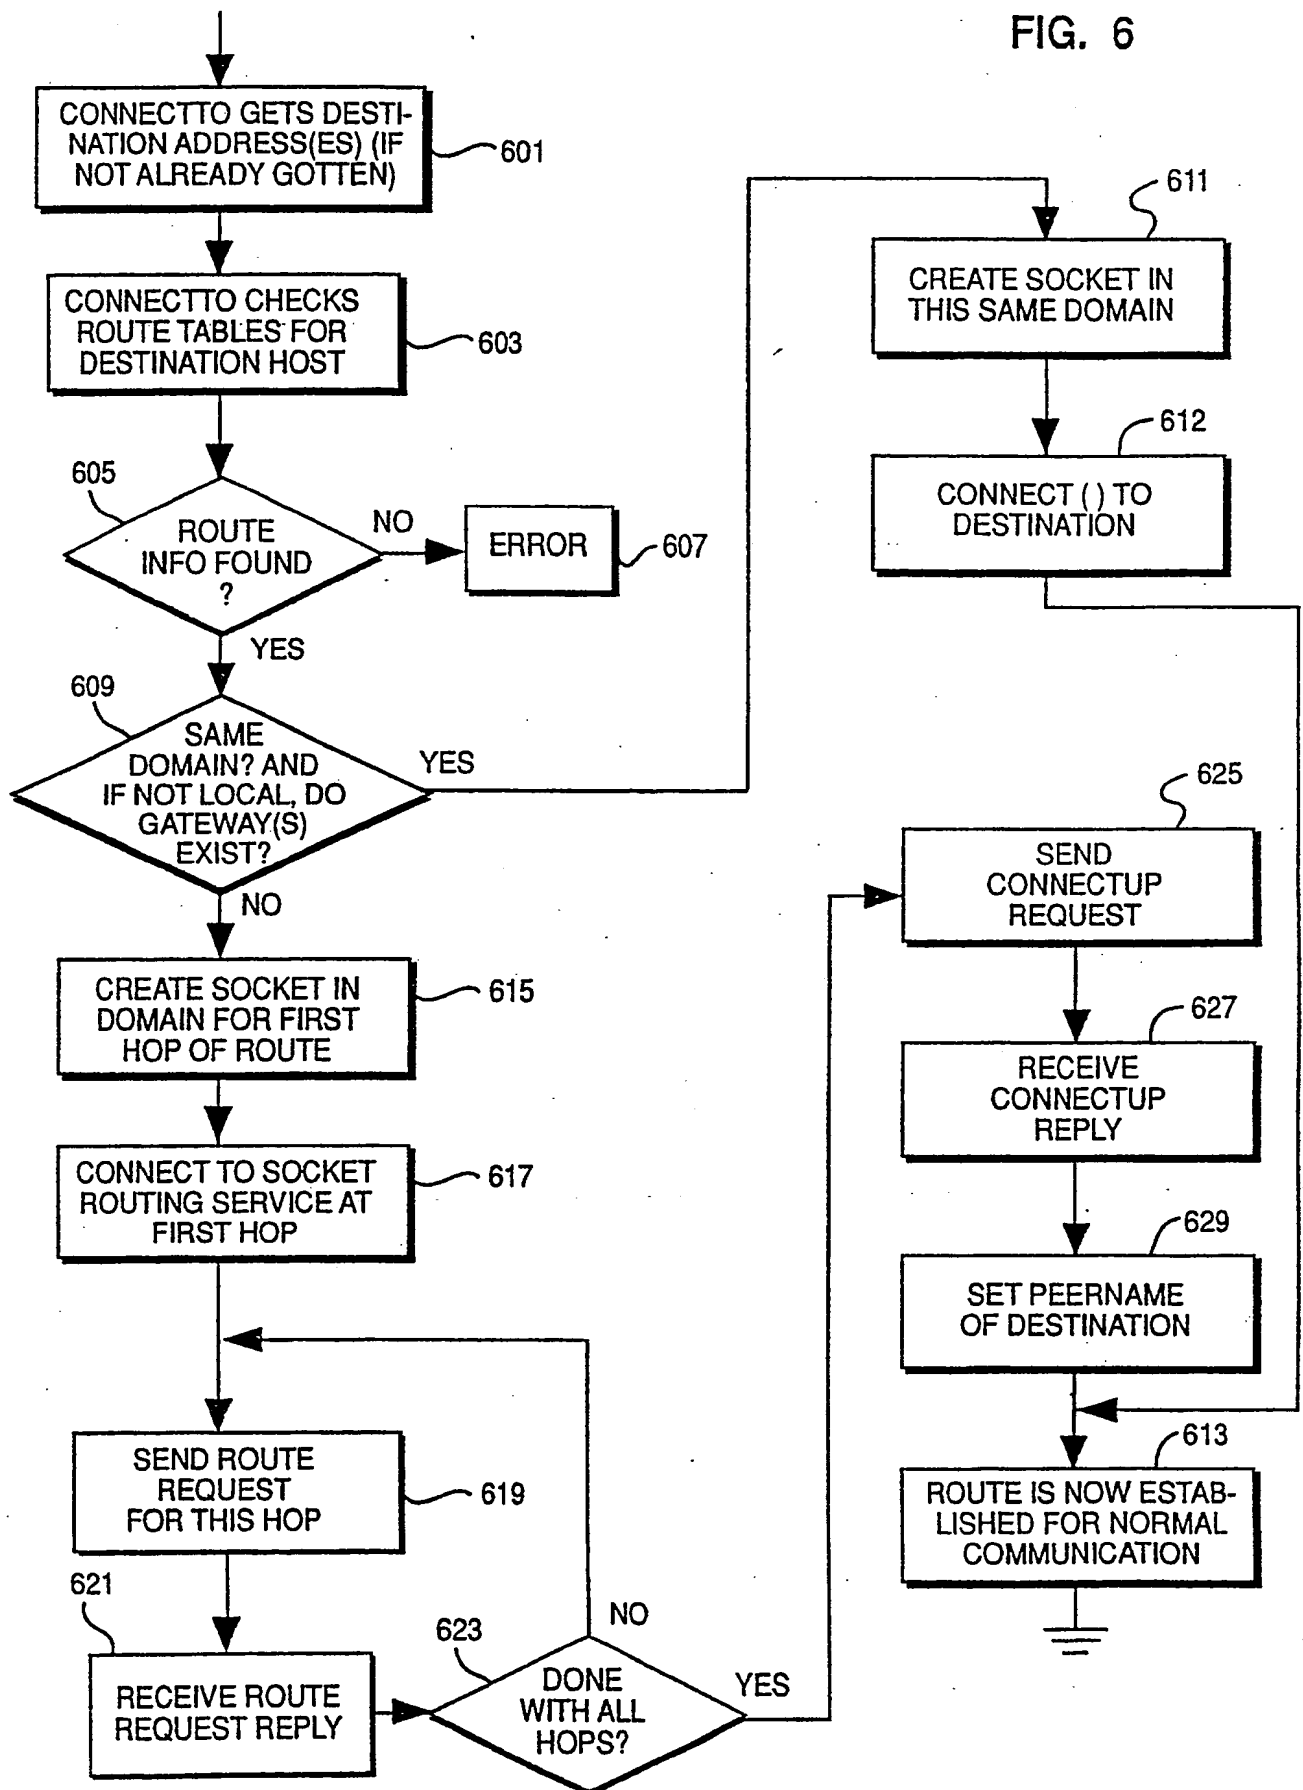 FIG. 6
CONNECTTO GETS DESTI-
NATION ADDRESS(ES) (IF
NOT ALREADY GOTTEN)
601
CONNECTTO CHECKS
ROUTE TABLES FOR
DESTINATION HOST
603
605
ROUTE
INFO FOUND
?
NO
ERROR
607
YES
609
SAME
DOMAIN? AND
IF NOT LOCAL, DO
GATEWAY(S)
EXIST?
YES
NO
611
CREATE SOCKET IN
THIS SAME DOMAIN
612
CONNECT ( ) TO
DESTINATION
615
CREATE SOCKET IN
DOMAIN FOR FIRST
HOP OF ROUTE
617
CONNECT TO SOCKET
ROUTING SERVICE AT
FIRST HOP
SEND ROUTE
REQUEST
FOR THIS HOP
619
621
RECEIVE ROUTE
REQUEST REPLY
623
DONE
WITH ALL
HOPS?
NO
YES
625
SEND
CONNECTUP
REQUEST
627
RECEIVE
CONNECTUP
REPLY
629
SET PEERNAME
OF DESTINATION
613
ROUTE IS NOW ESTAB-
LISHED FOR NORMAL
COMMUNICATION